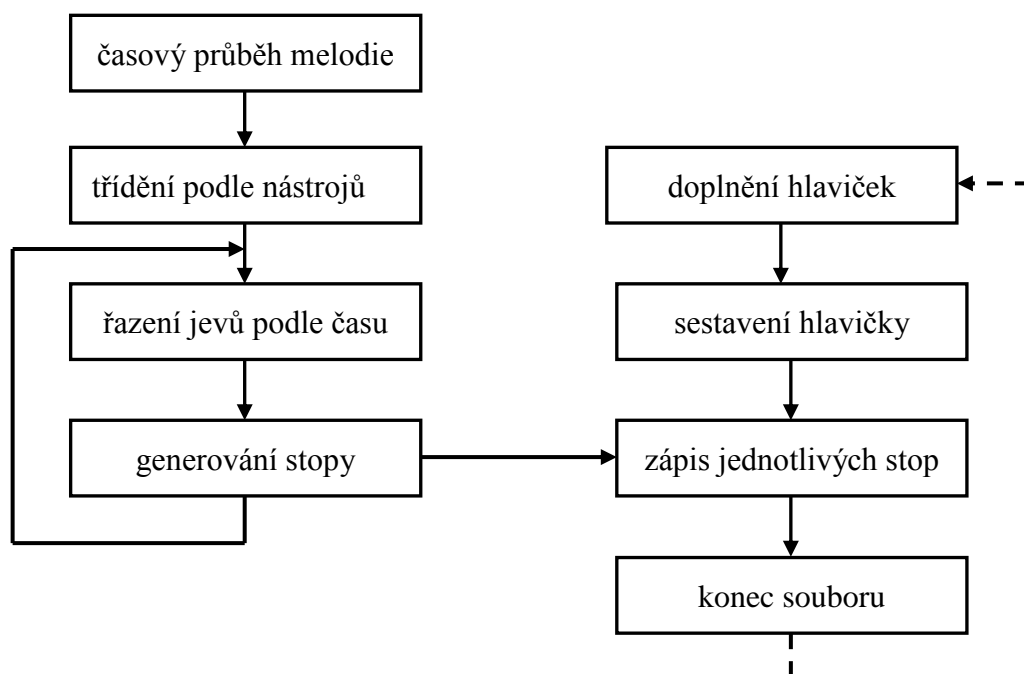 časový průběh melodie
třídění podle nástrojů
řazení jevů podle času
generování stopy
doplnění hlaviček
sestavení hlavičky
zápis jednotlivých stop
konec souboru